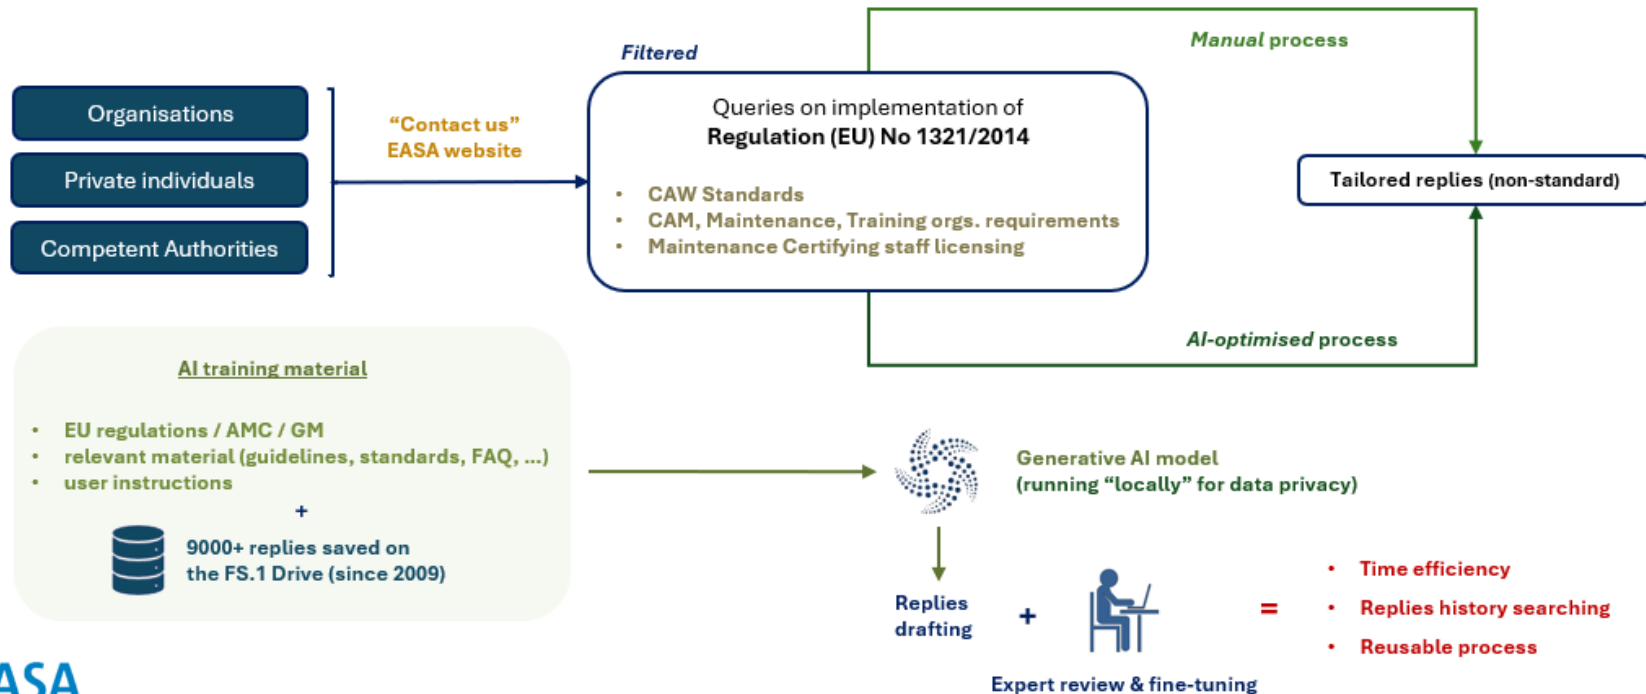 Filtered
Manual process
Organisations
Private individuals
Competent Authorities
“Contact us”
EASA website
Queries on implementation of
Regulation (EU) No 1321/2014
• CAW Standards
• CAM, Maintenance, Training orgs. requirements
• Maintenance Certifying staff licensing
Tailored replies (non-standard)
AI-optimised process
AI training material
• EU regulations / AMC / GM
• relevant material (guidelines, standards, FAQ, ...)
• user instructions
+
9000+ replies saved on
the FS.1 Drive (since 2009)
Generative AI model
(running “locally” for data privacy)
Replies
drafting
+
Expert review & fine-tuning
=
• Time efficiency
• Replies history searching
• Reusable process
ASA